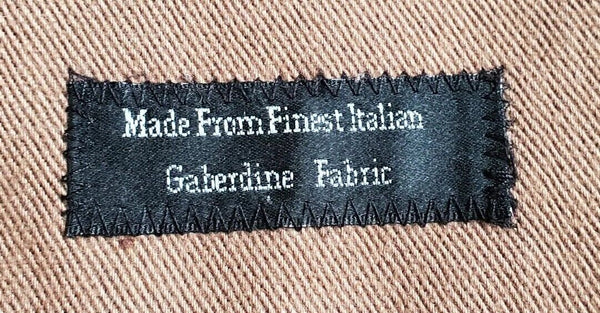 Made From Finest Italian
Gaberdine Fabric